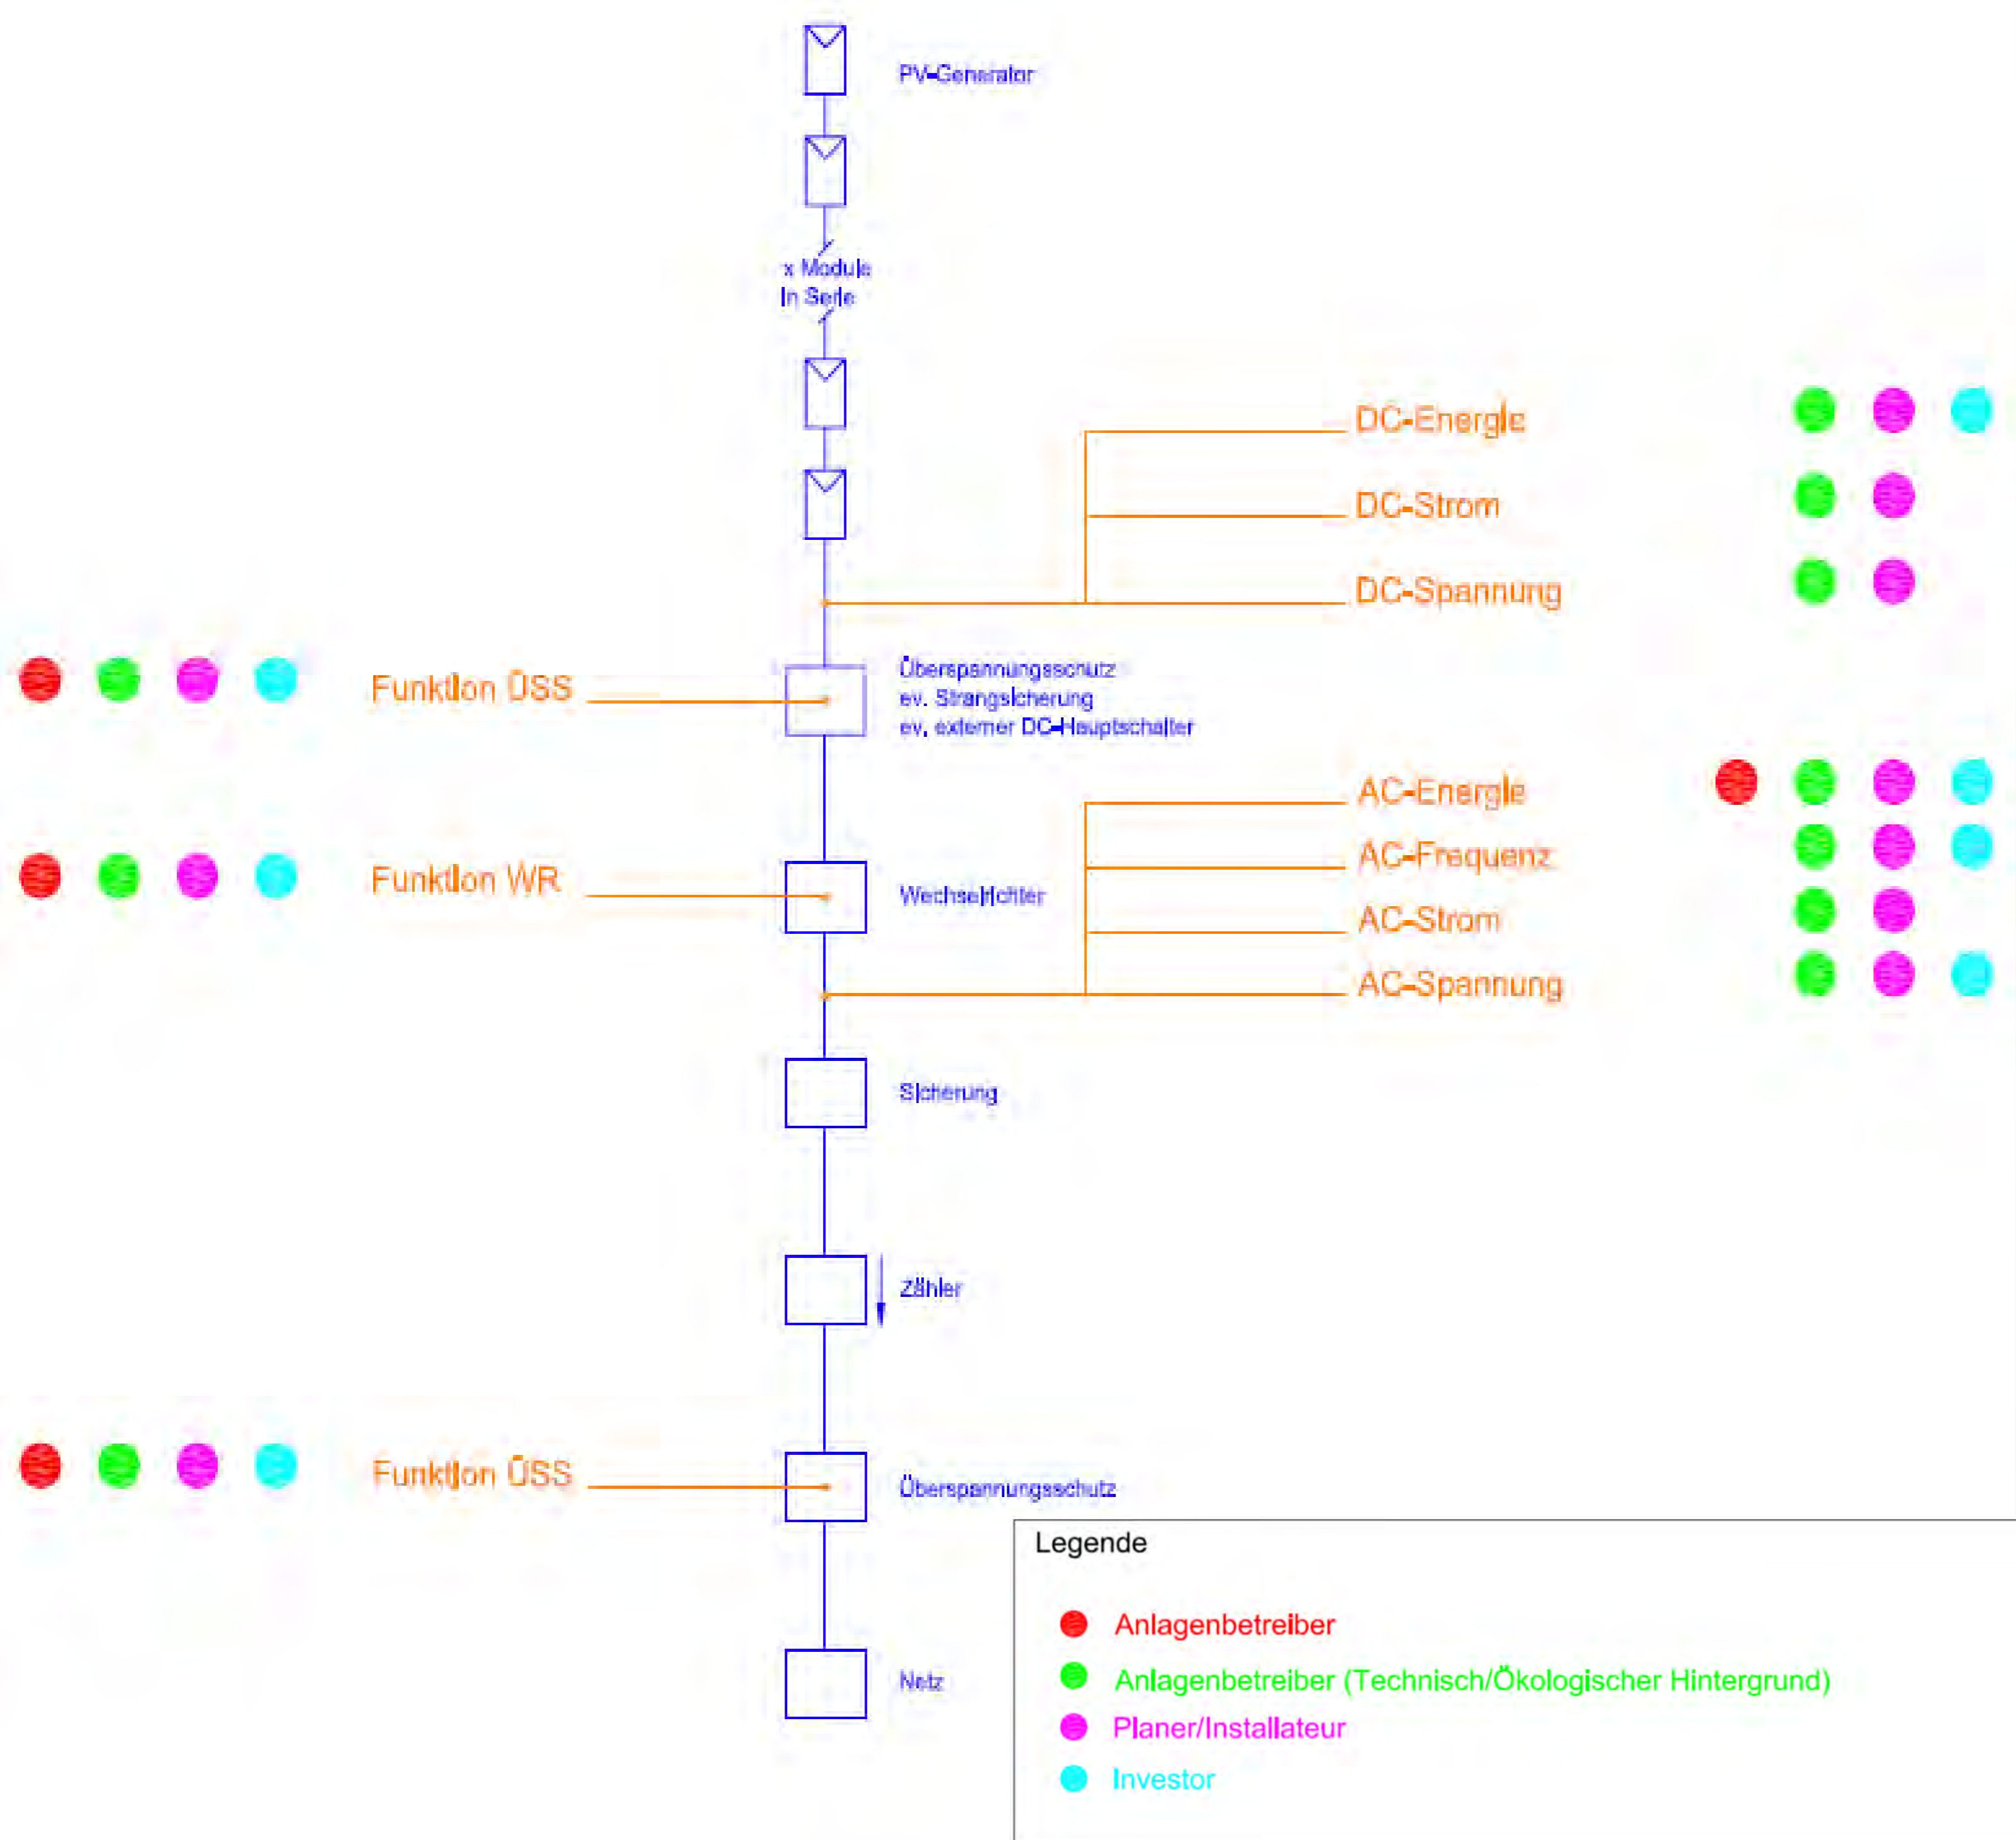 PV-Generator
x Module
in Serie
DC-Energie
DC-Strom
DC-Spannung
Funktion ÜSS
Überspannungsschutz
ev. Strangsicherung
ev. externer DC-Hauptschalter
AC-Energie
AC-Frequenz
Funktion WR
Wechselrichter
AC-Strom
AC-Spannung
Sicherung
Zähler
Funktion ÜSS
Überspannungsschutz
Legende
Anlagenbetreiber
Anlagenbetreiber (Technisch/Ökologischer Hintergrund)
Netz
Planer/Installateur
Investor